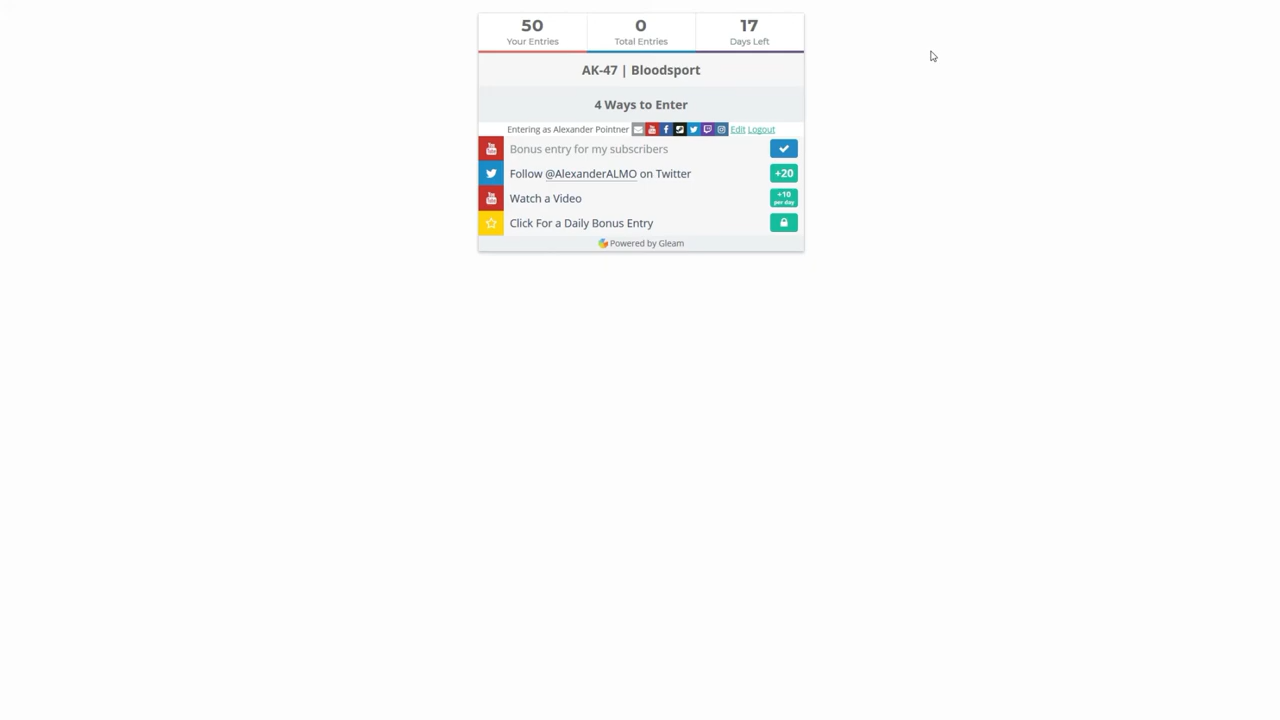 50 0 17
Your Entries Total Entries Days Left
AK-47 | Bloodsport
4 Ways to Enter
Entering as Alexander Pointner Edit Logout
Bonus entry for my subscribers
Follow @AlexanderALMO on Twitter +20
Watch a Video +10 per day
Click For a Daily Bonus Entry
Powered by Gleam